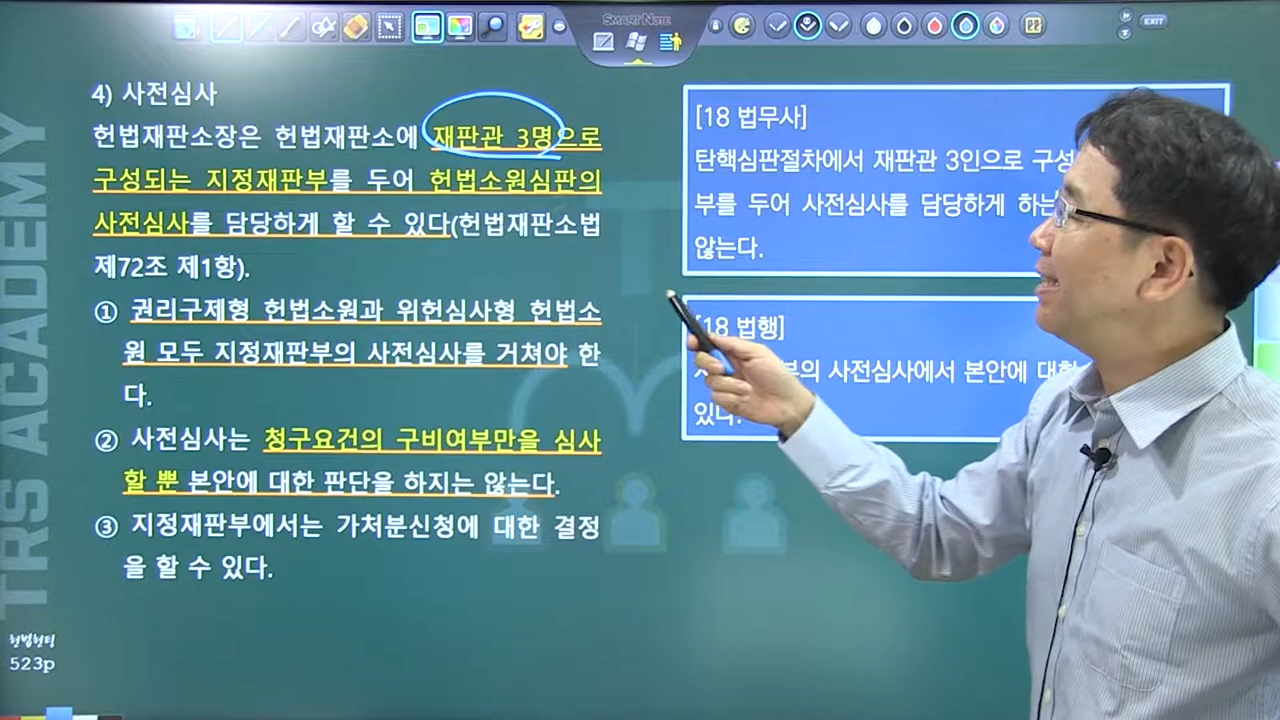 SMART NOTE
EXIT
4) 사전심사
헌법재판소장은 헌법재판소에 재판관 3명으로
구성되는 지정재판부를 두어 헌법소원심판의
사전심사를 담당하게 할 수 있다(헌법재판소법
제72조 제1항).
① 권리구제형 헌법소원과 위헌심사형 헌법소
원 모두 지정재판부의 사전심사를 거쳐야 한
다.
② 사전심사는 청구요건의 구비여부만을 심사
할 뿐 본안에 대한 판단을 하지는 않는다.
③ 지정재판부에서는 가처분신청에 대한 결정
을 할 수 있다.
[18 법무사]
탄핵심판절차에서 재판관 3인으로 구성
부를 두어 사전심사를 담당하게 하는
않는다.
[18 법행]
부의 사전심사에서 본안에 대한
있다.
TRS ACADEMY
헌법헌터
523p